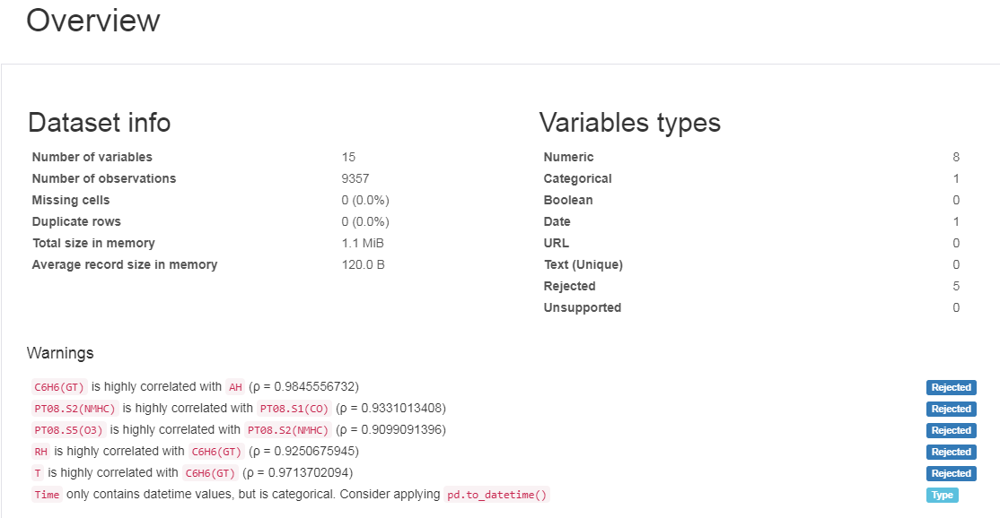 Overview
Dataset info
Number of variables 15
Number of observations 9357
Missing cells 0 (0.0%)
Duplicate rows 0 (0.0%)
Total size in memory 1.1 MiB
Average record size in memory 120.0 B
Variables types
Numeric 8
Categorical 1
Boolean 0
Date 1
URL 0
Text (Unique) 0
Rejected 5
Unsupported 0
Warnings
C6H6(GT) is highly correlated with AH (ρ = 0.9845556732) Rejected
PT08.S2(NMHC) is highly correlated with PT08.S1(CO) (ρ = 0.9331013408) Rejected
PT08.S5(O3) is highly correlated with PT08.S2(NMHC) (ρ = 0.9099091396) Rejected
RH is highly correlated with C6H6(GT) (ρ = 0.9250675945) Rejected
T is highly correlated with C6H6(GT) (ρ = 0.9713702094) Rejected
Time only contains datetime values, but is categorical. Consider applying pd.to_datetime() Type